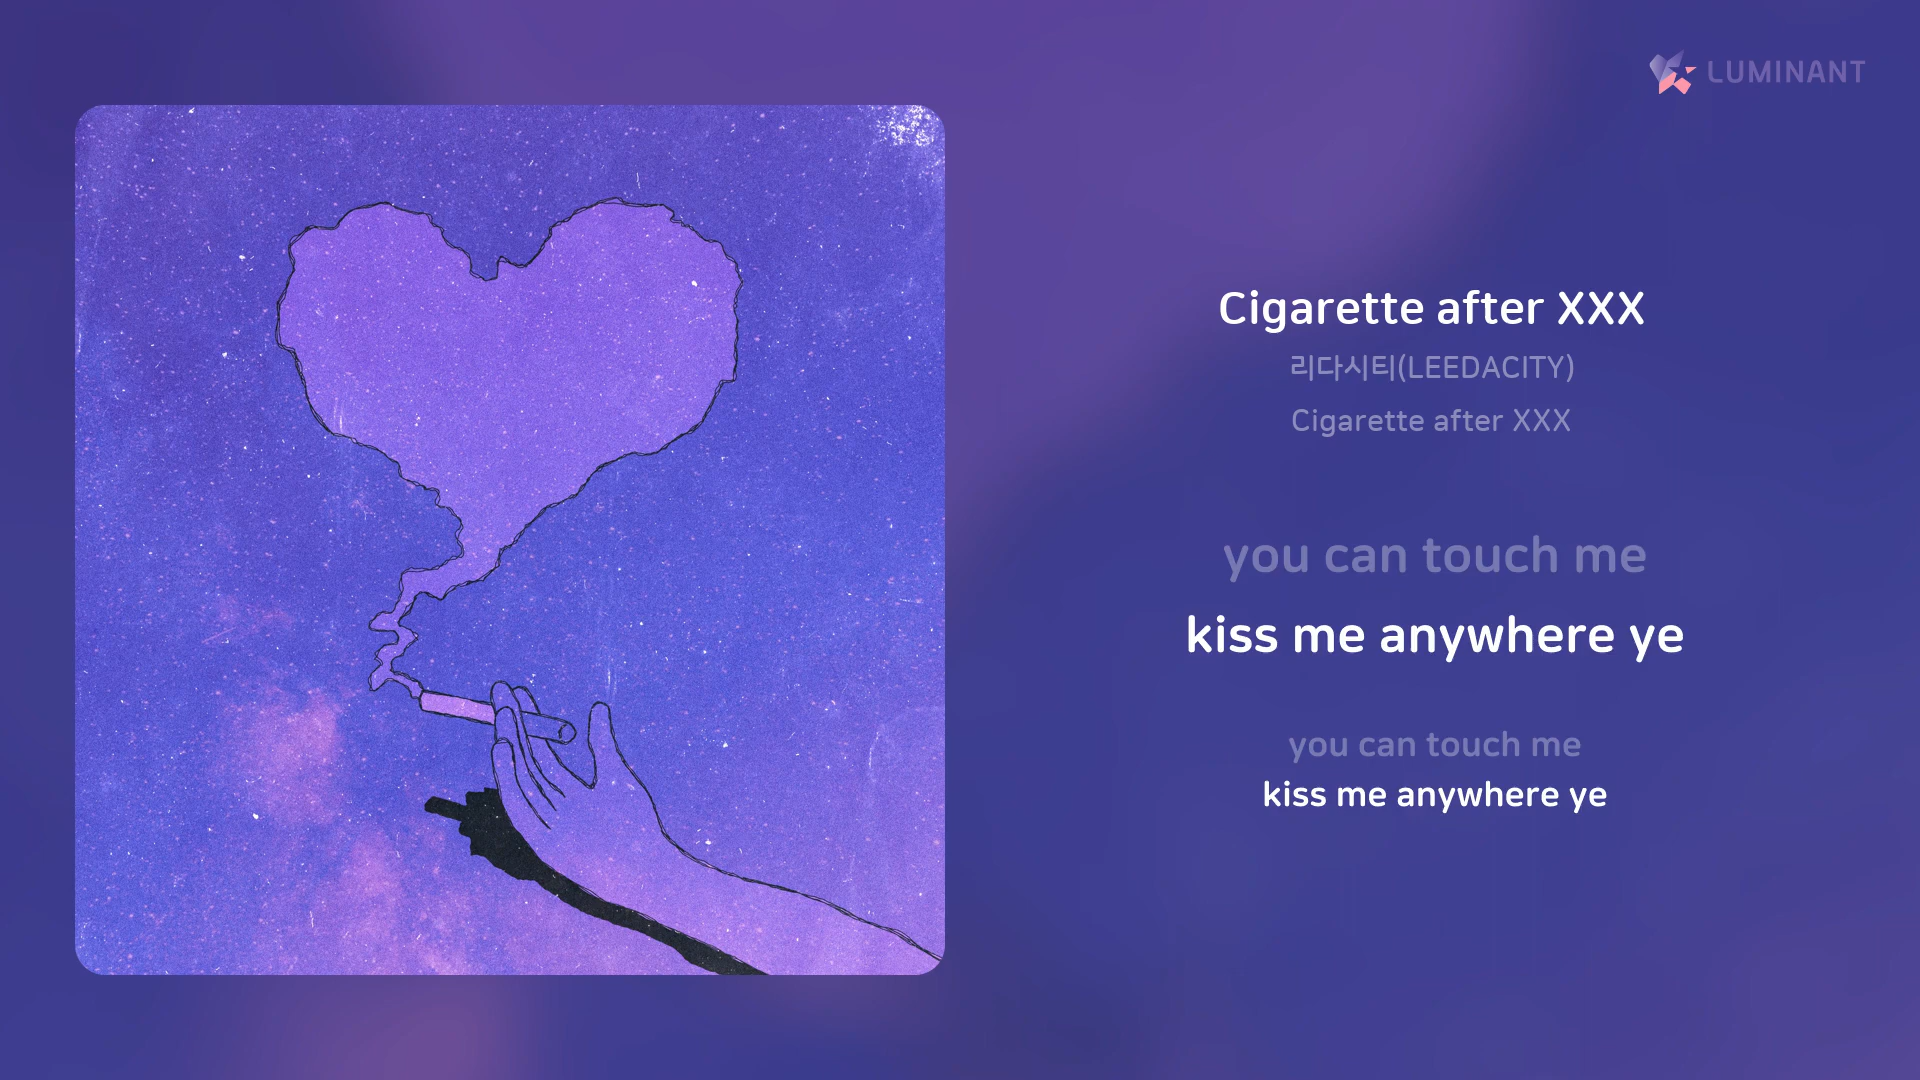 LUMINANT
Cigarette after XXX
리다시티(LEEDACITY)
Cigarette after XXX
you can touch me
kiss me anywhere ye
you can touch me
kiss me anywhere ye